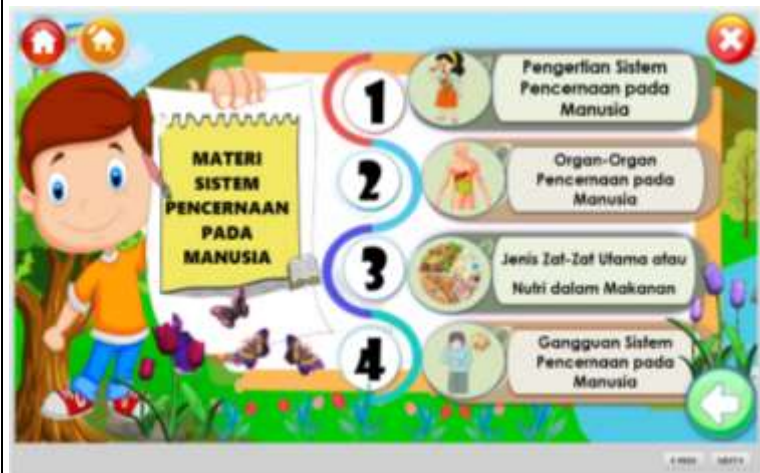 MATERI
SISTEM
PENCERNAAN
PADA
MANUSIA
1
Pengertian Sistem
Pencernaan pada
Manusia
2
Organ-Organ
Pencernaan pada
Manusia
3
Jenis Zat-Zat Utama atau
Nutri dalam Makanan
4
Gangguan Sistem
Pencernaan pada
Manusia